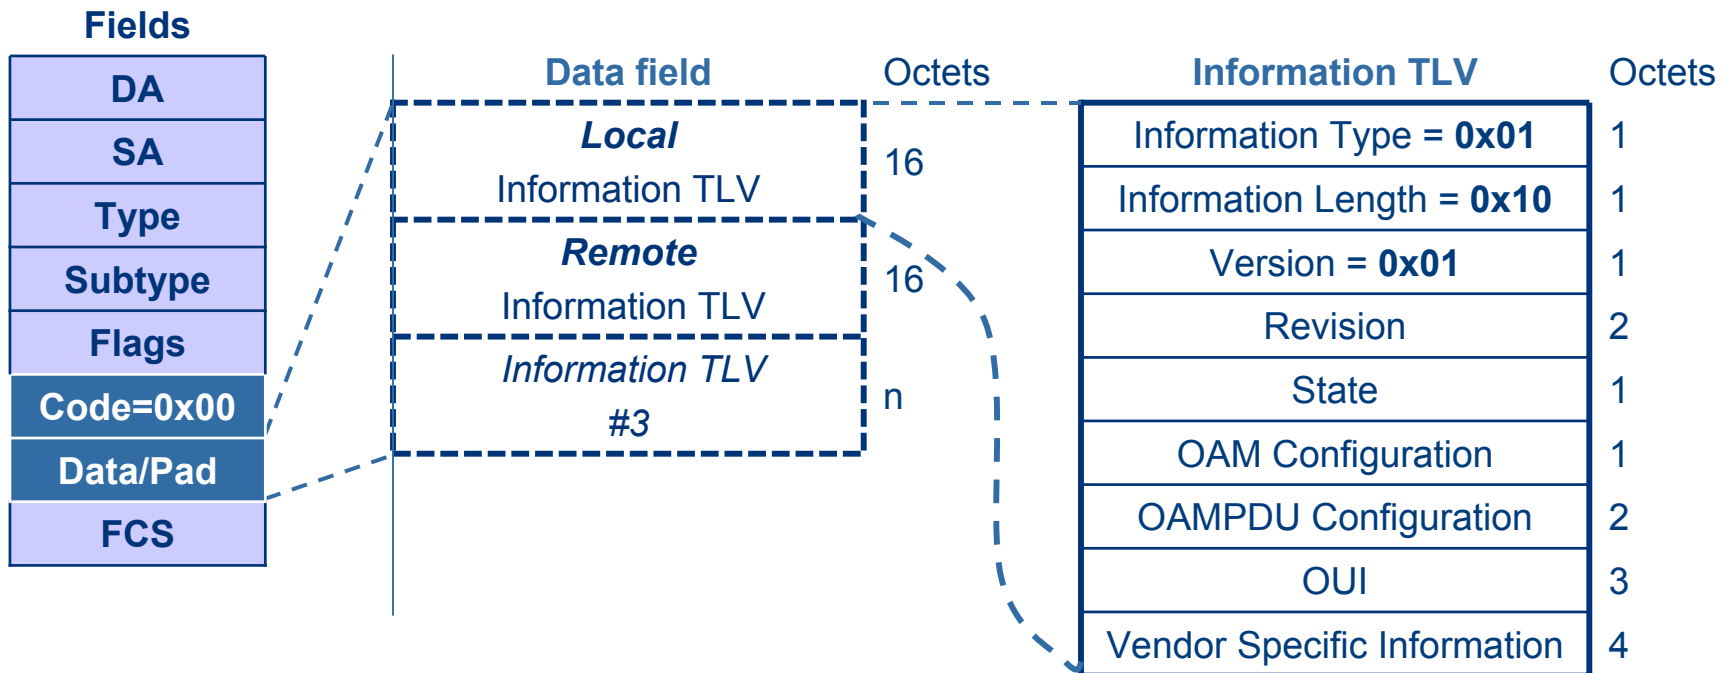 Fields
DA
SA
Type
Subtype
Flags
Code=0x00
Data/Pad
FCS
Data field Octets
Local
Information TLV
16
Remote
Information TLV
16
Information TLV
#3
n
Information TLV Octets
Information Type = 0x01 1
Information Length = 0x10 1
Version = 0x01 1
Revision 2
State 1
OAM Configuration 1
OAMPDU Configuration 2
OUI 3
Vendor Specific Information 4